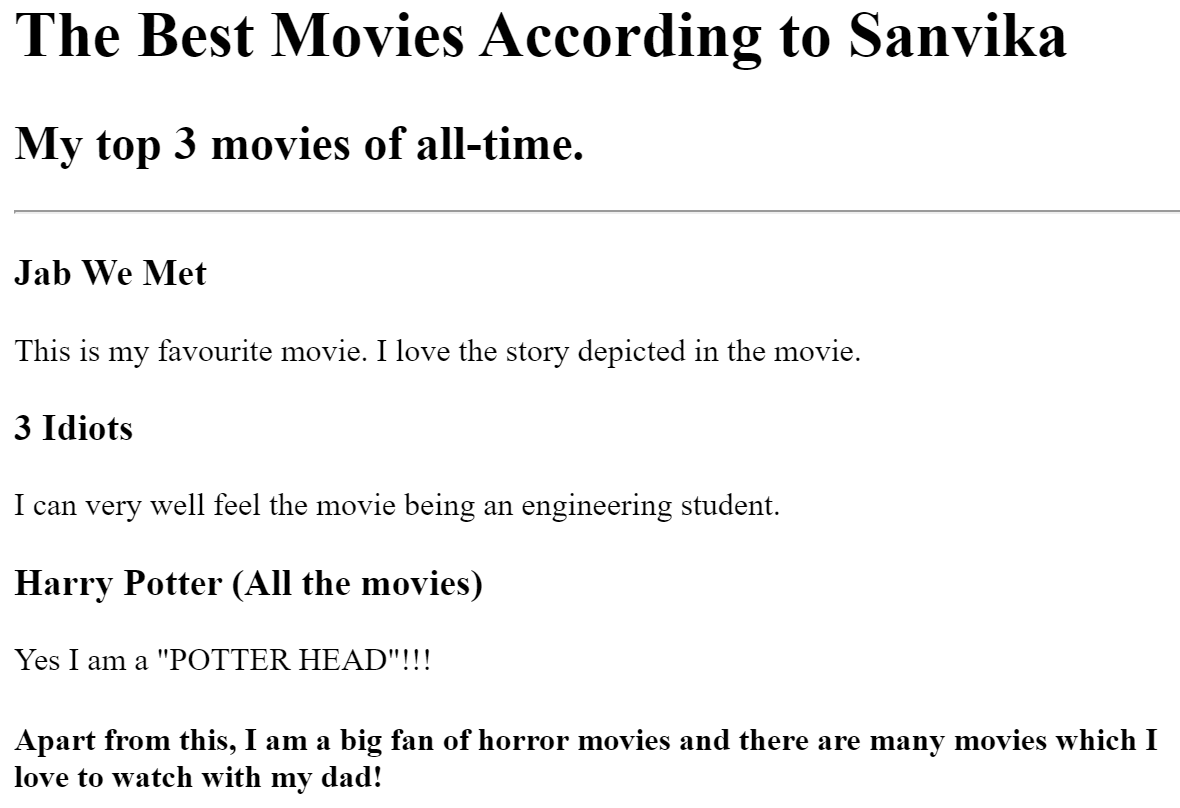 The Best Movies According to Sanvika
My top 3 movies of all-time.
Jab We Met
This is my favourite movie. I love the story depicted in the movie.
3 Idiots
I can very well feel the movie being an engineering student.
Harry Potter (All the movies)
Yes I am a "POTTER HEAD"!!!
Apart from this, I am a big fan of horror movies and there are many movies which I
love to watch with my dad!